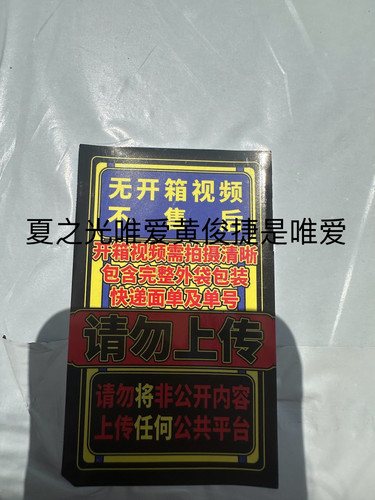 无开箱视频
不售后
夏之光唯爱黄俊捷是唯爱
开箱视频需拍摄清晰
包含完整外袋包装
快递面单及单号
请勿上传
请勿将非公开内容
上传任何公共平台